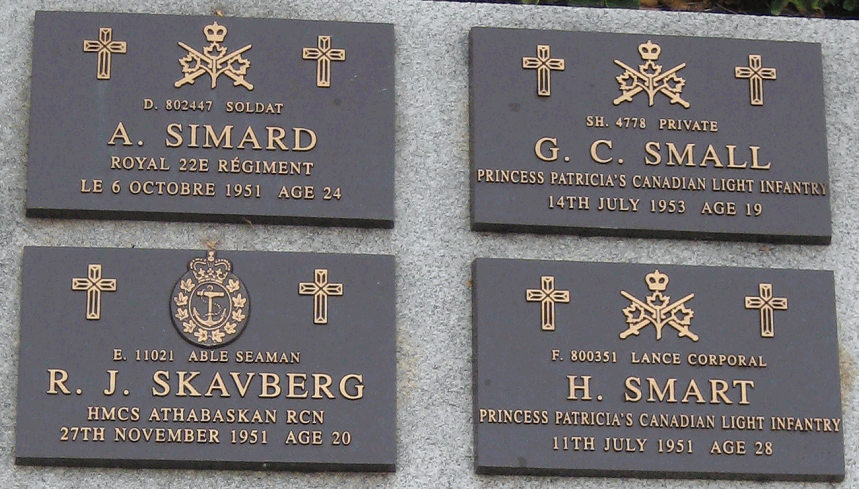 D. 802447 SOLDAT
A. SIMARD
ROYAL 22E RÉGIMENT
LE 6 OCTOBRE 1951 AGE 24
SH. 4778 PRIVATE
G. C. SMALL
PRINCESS PATRICIA'S CANADIAN LIGHT INFANTRY
14TH JULY 1953 AGE 19
E. 11021 ABLE SEAMAN
R. J. SKAVBERG
HMCS ATHABASKAN RCN
27TH NOVEMBER 1951 AGE 20
F. 800351 LANCE CORPORAL
H. SMART
PRINCESS PATRICIA'S CANADIAN LIGHT INFANTRY
11TH JULY 1951 AGE 28